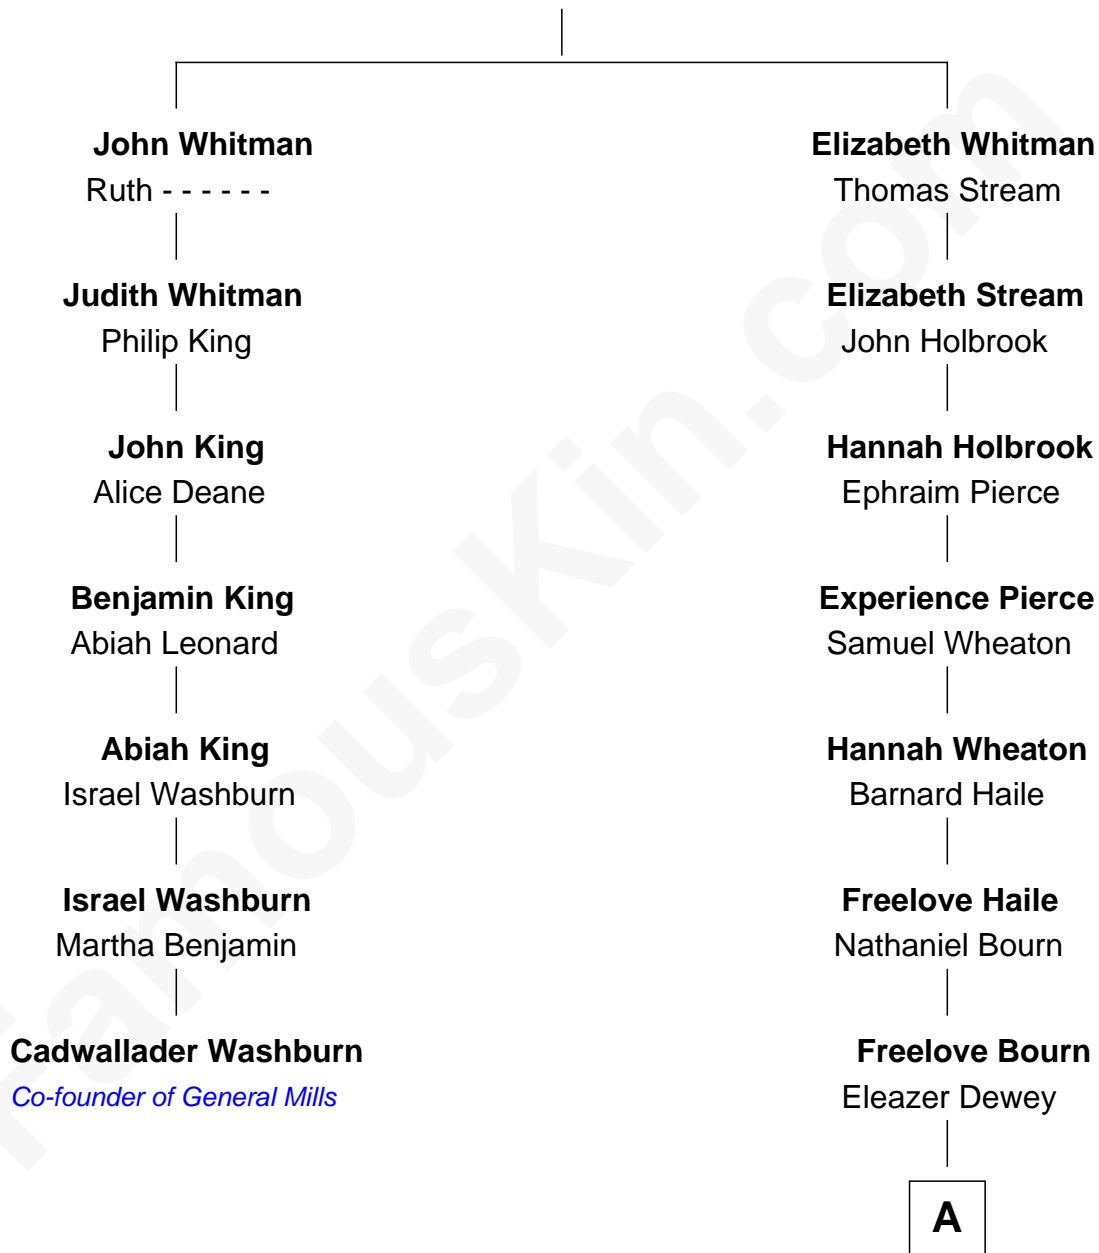 John Whitman
Ruth - - - - - -
Judith Whitman
Philip King
John King
Alice Deane
Benjamin King
Abiah Leonard
Abiah King
Israel Washburn
Israel Washburn
Martha Benjamin
Cadwallader Washburn
Co-founder of General Mills
Elizabeth Whitman
Thomas Stream
Elizabeth Stream
John Holbrook
Hannah Holbrook
Ephraim Pierce
Experience Pierce
Samuel Wheaton
Hannah Wheaton
Barnard Haile
Freelove Haile
Nathaniel Bourn
Freelove Bourn
Eleazer Dewey
A
FamousKin.com